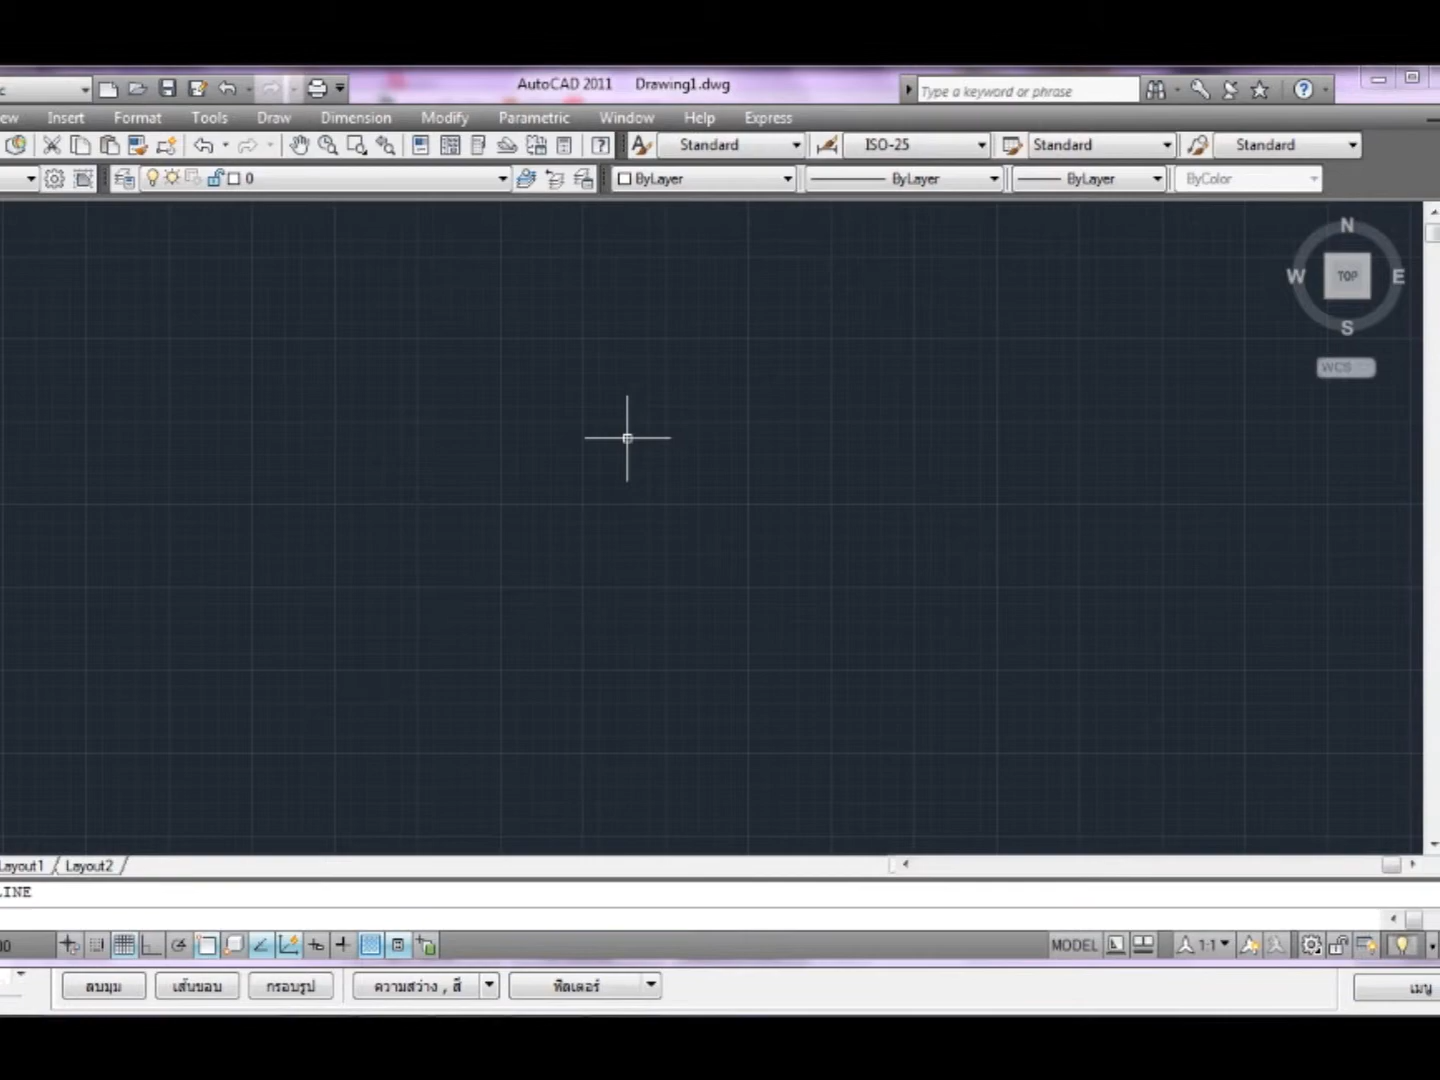 AutoCAD 2011 Drawing1.dwg
Type a keyword or phrase
ew Insert Format Tools Draw Dimension Modify Parametric Window Help Express
Standard ISO-25 Standard Standard
0 ByLayer ByLayer ByLayer ByColor
N
W TOP E
S
WCS
Layout1 Layout2
LINE
00 MODEL 1:1
ลบมุม เส้นขอบ กรอบรูป ความสว่าง , สี ฟิลเตอร์ เมนู